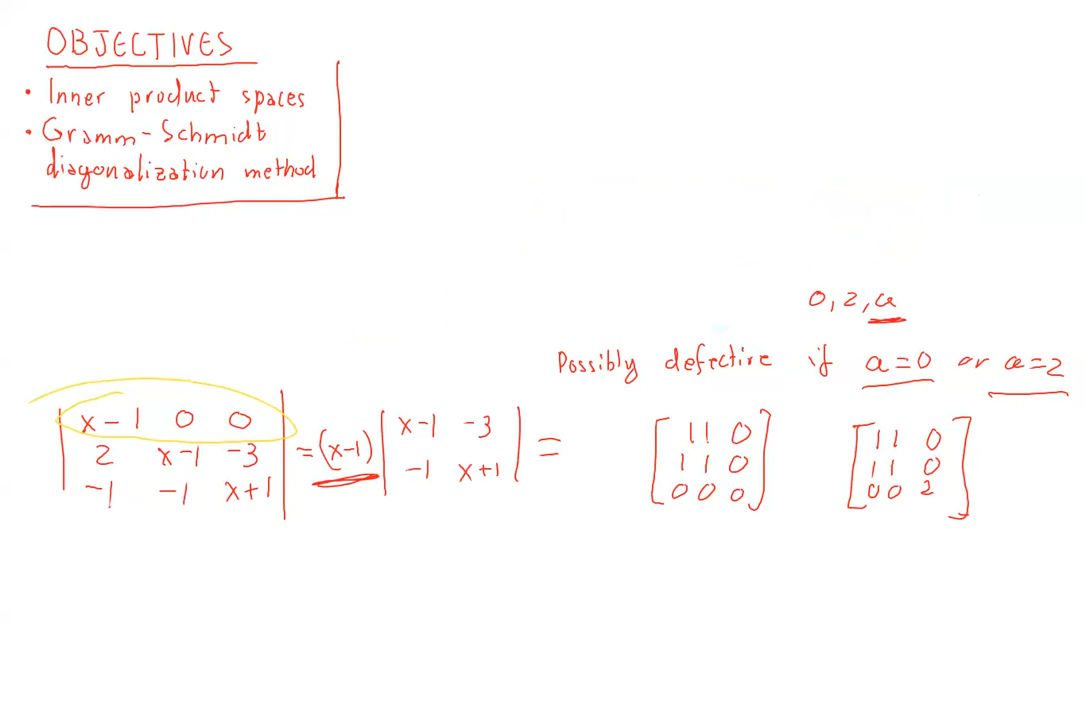 OBJECTIVES
• Inner product spaces
• Gramm-Schmidt
diagonalization method
0, 2, a
Possibly defective if a=0 or a=2
| x-1 0 0 |
| 2 x-1 -3 |
| -1 -1 x+1 |
= (x-1)
| x-1 -3 |
| -1 x+1 |
=
[ 1 1 0 ]
[ 1 1 0 ]
[ 0 0 0 ]
[ 1 1 0 ]
[ 1 1 0 ]
[ 0 0 2 ]